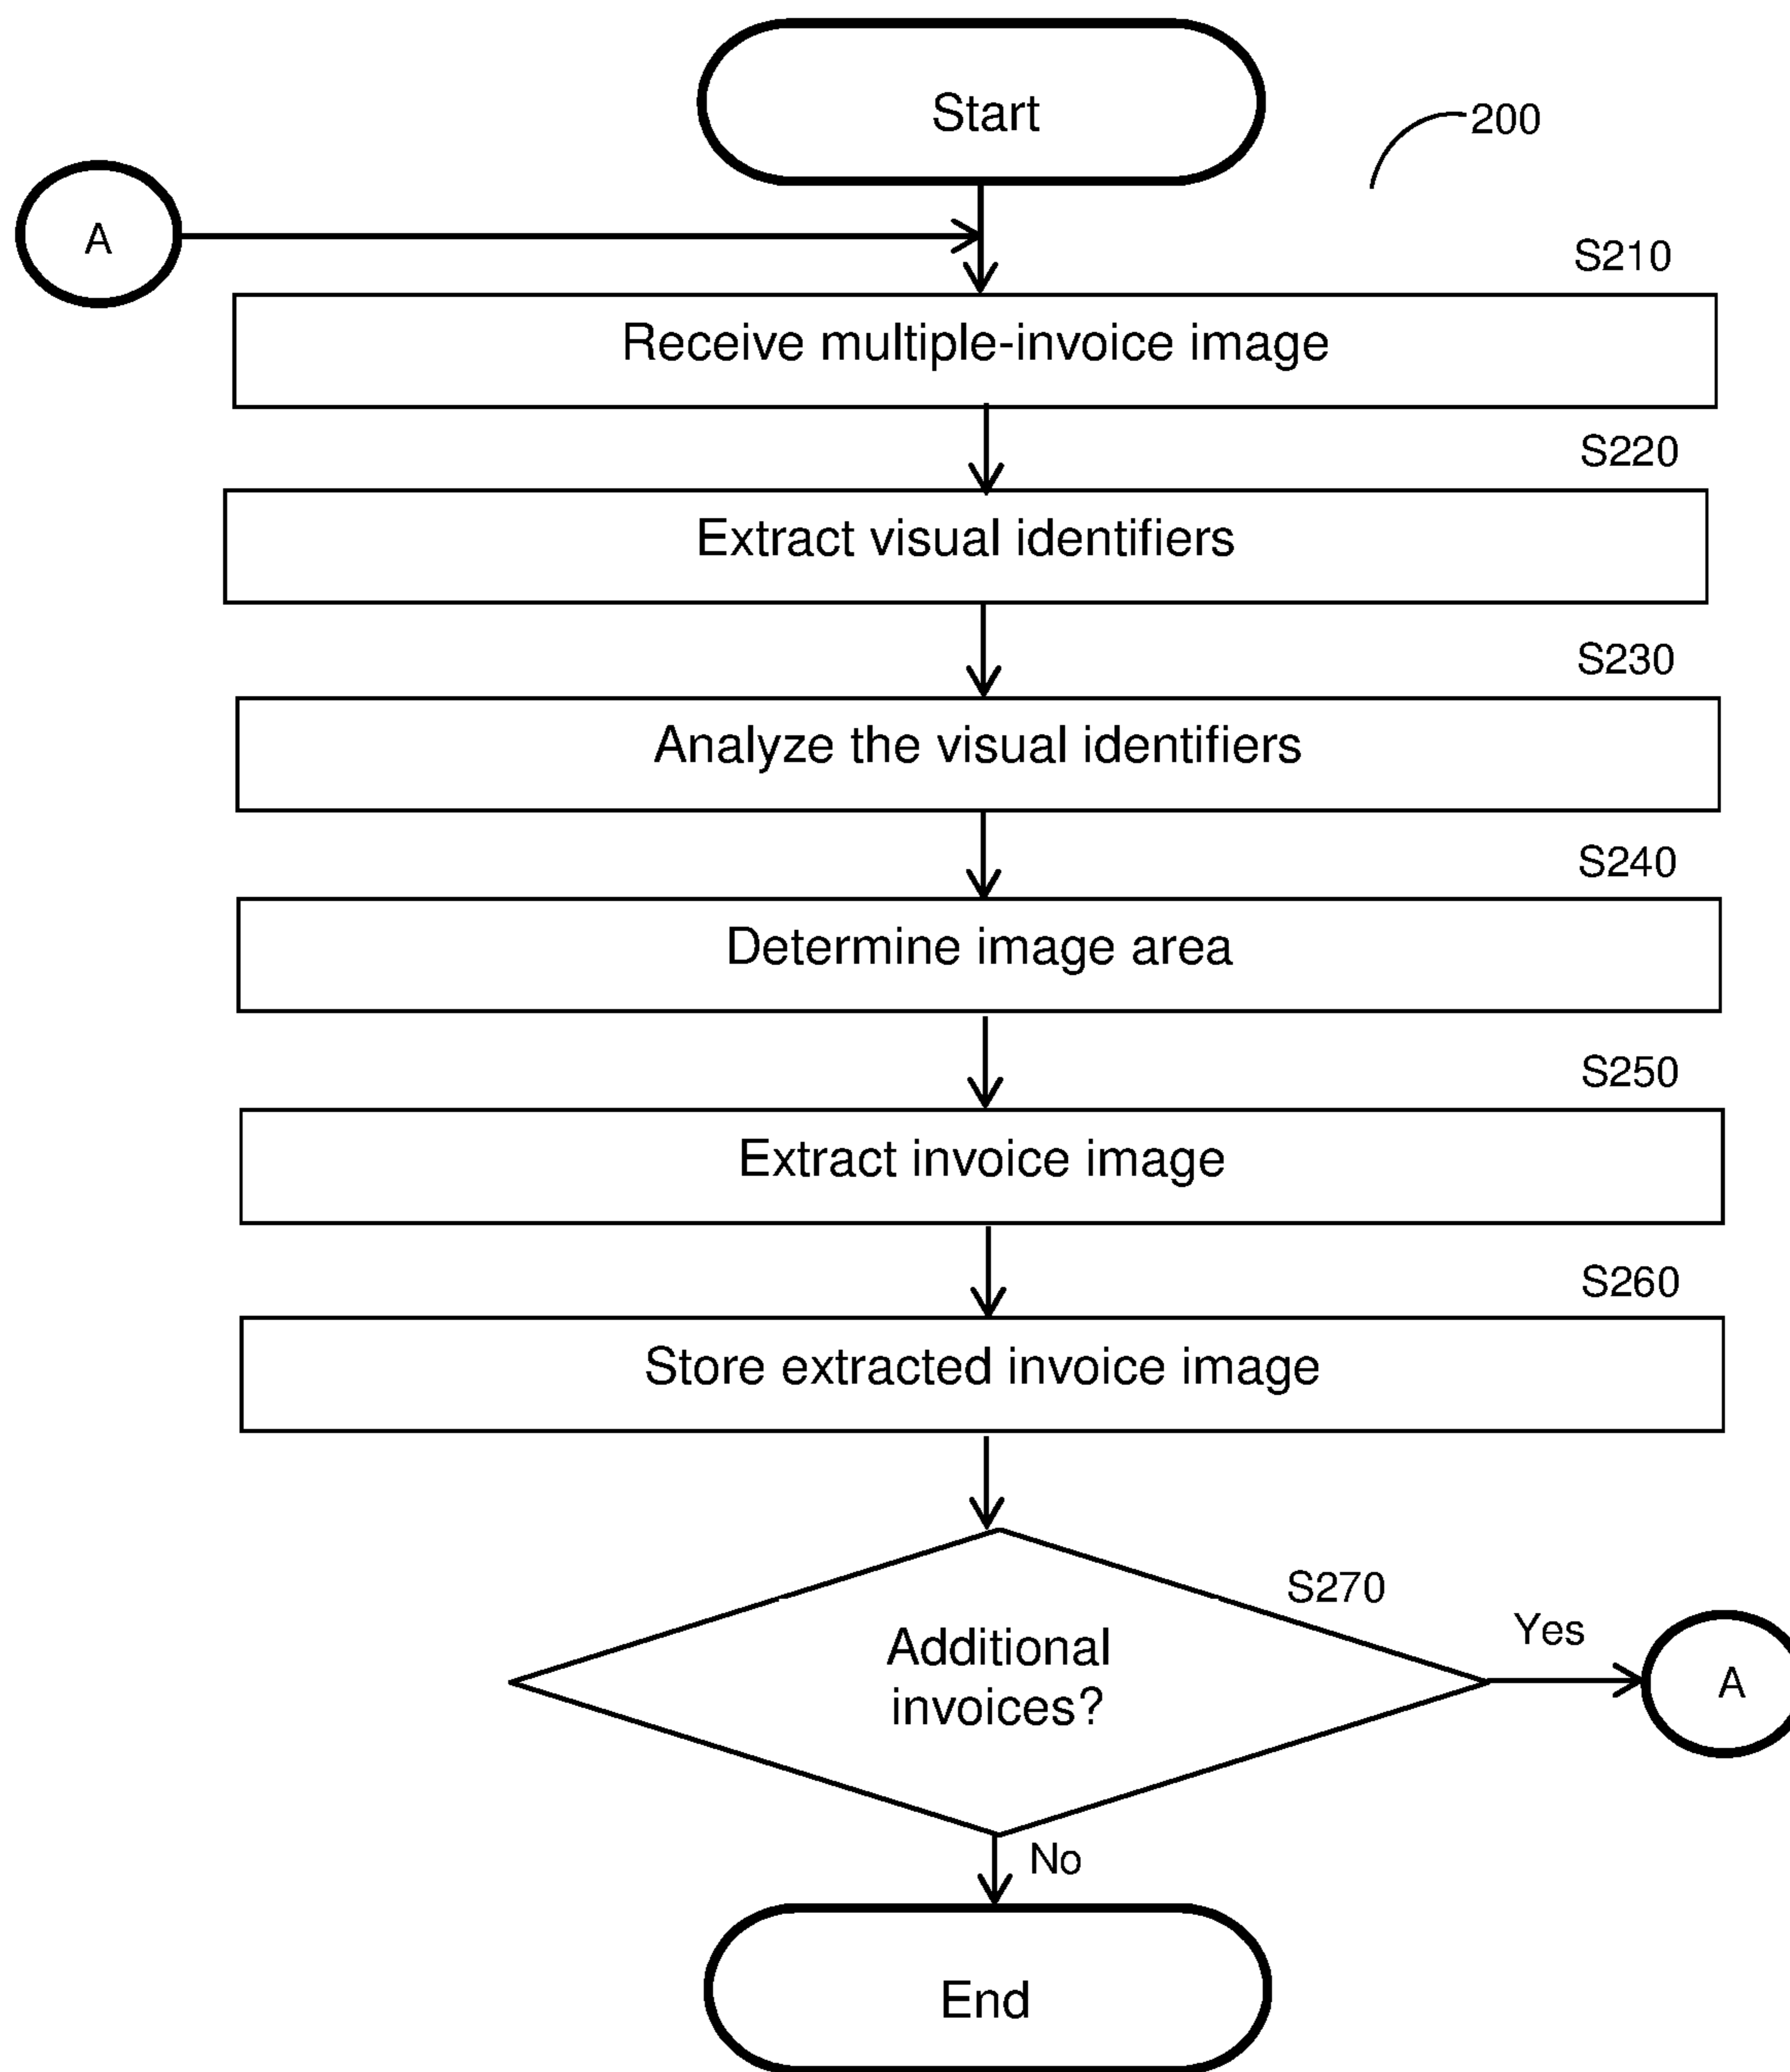 Start
200
A
S210
Receive multiple-invoice image
S220
Extract visual identifiers
S230
Analyze the visual identifiers
S240
Determine image area
S250
Extract invoice image
S260
Store extracted invoice image
S270
Additional
invoices?
Yes
A
No
End